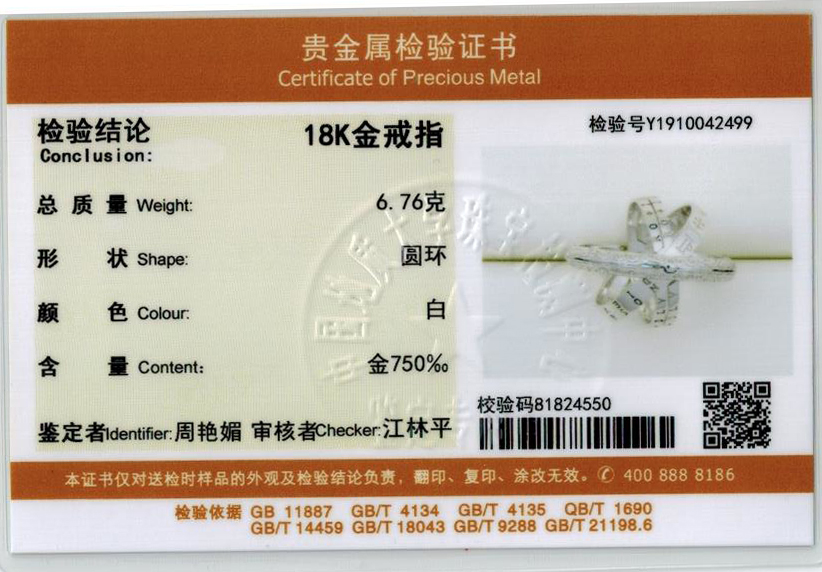 贵金属检验证书
Certificate of Precious Metal
检验结论 18K金戒指
Conclusion:
检验号Y1910042499
总质量 Weight: 6.76克
形状 Shape: 圆环
颜色 Colour: 白
含量 Content: 金750‰
校验码81824550
鉴定者Identifier:周艳媚 审核者Checker:江林平
本证书仅对送检时样品的外观及检验结论负责，翻印、复印、涂改无效。✆ 400 888 8186
检验依据 GB 11887 GB/T 4134 GB/T 4135 QB/T 1690
GB/T 14459 GB/T 18043 GB/T 9288 GB/T 21198.6